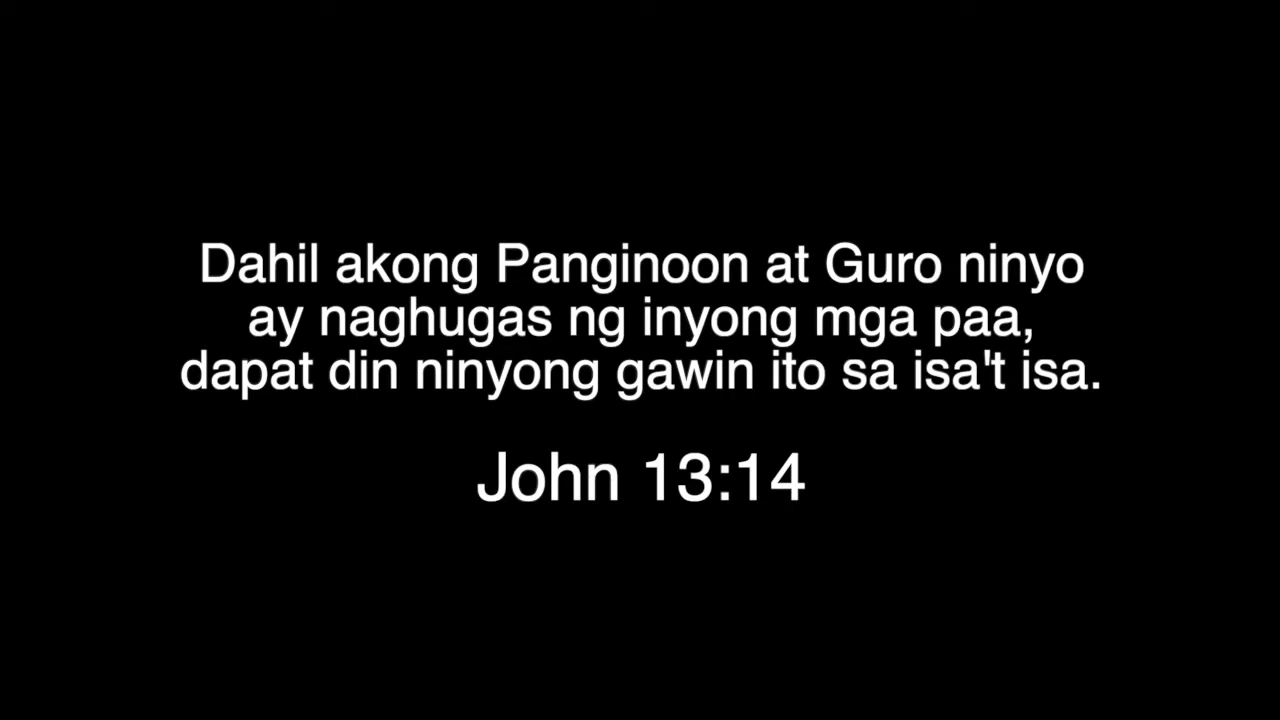 Dahil akong Panginoon at Guro ninyo
ay naghugas ng inyong mga paa,
dapat din ninyong gawin ito sa isa't isa.
John 13:14